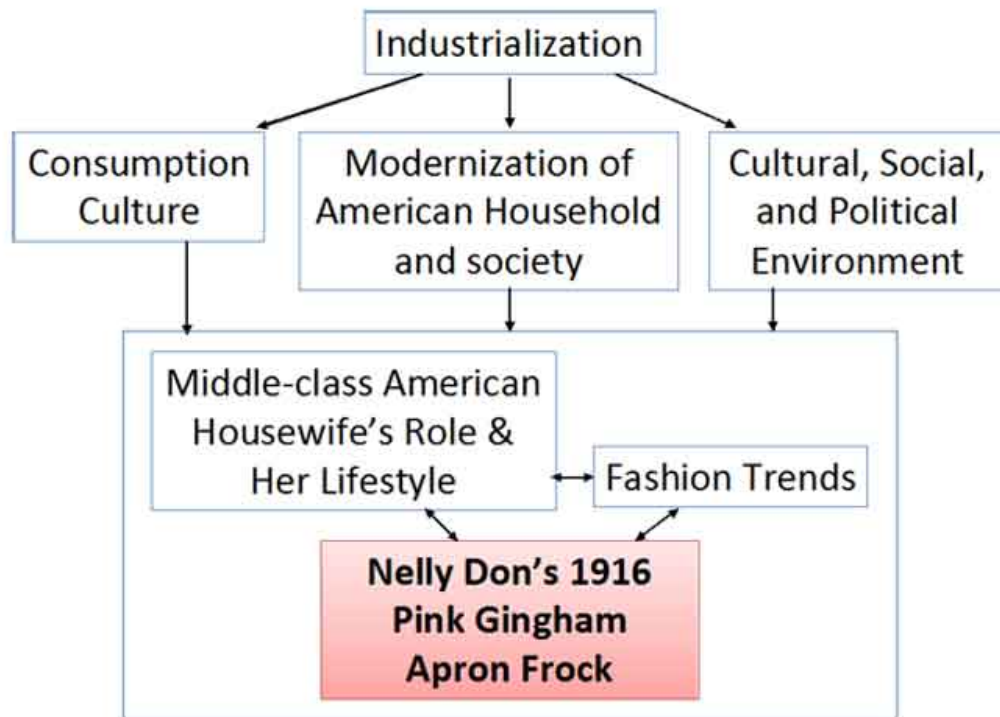 Industrialization
Consumption
Culture
Modernization of
American Household
and society
Cultural, Social,
and Political
Environment
Middle-class American
Housewife's Role &
Her Lifestyle
Fashion Trends
Nelly Don's 1916
Pink Gingham
Apron Frock